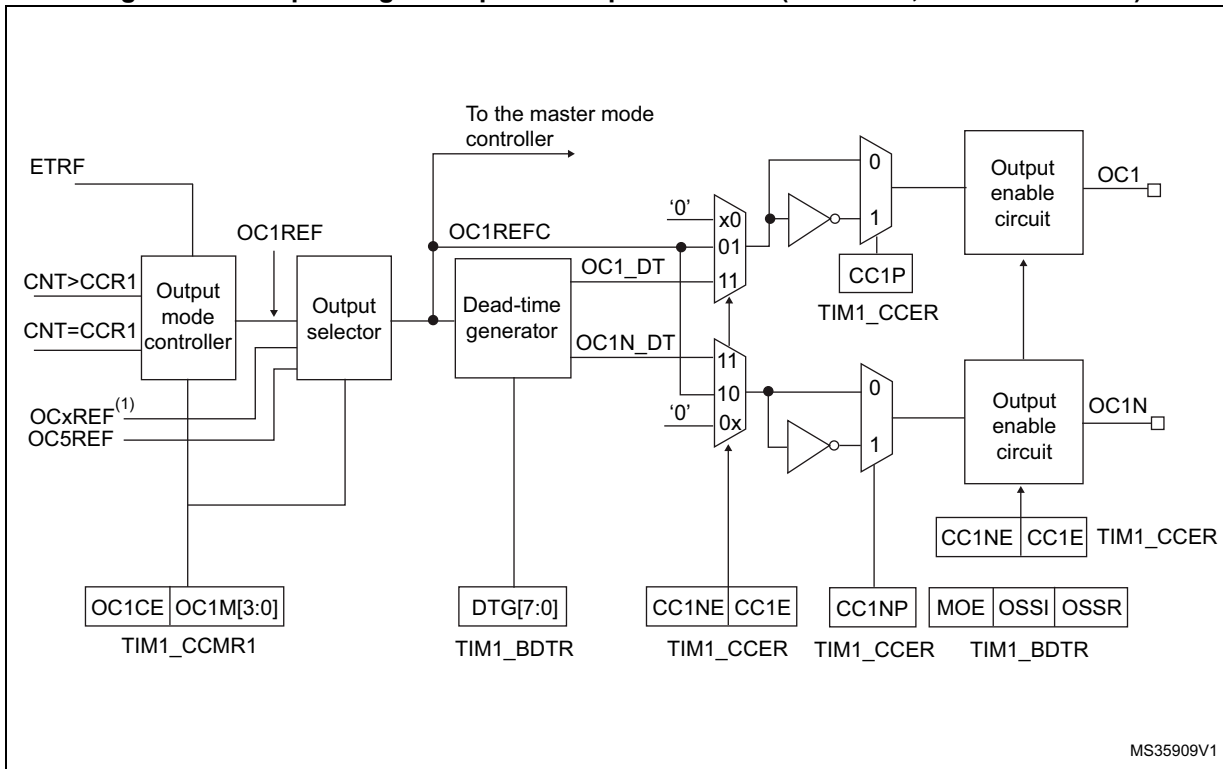 To the master mode
controller
ETRF
OC1REF
CNT>CCR1
CNT=CCR1
Output
mode
controller
Output
selector
OCxREF(1)
OC5REF
OC1REFC
Dead-time
generator
OC1_DT
OC1N_DT
‘0’
x0
01
11
11
10
‘0’
0x
0
1
CC1P
TIM1_CCER
0
1
Output
enable
circuit
OC1
Output
enable
circuit
OC1N
CC1NE CC1E TIM1_CCER
OC1CE OC1M[3:0]
TIM1_CCMR1
DTG[7:0]
TIM1_BDTR
CC1NE CC1E
TIM1_CCER
CC1NP
TIM1_CCER
MOE OSSI OSSR
TIM1_BDTR
MS35909V1